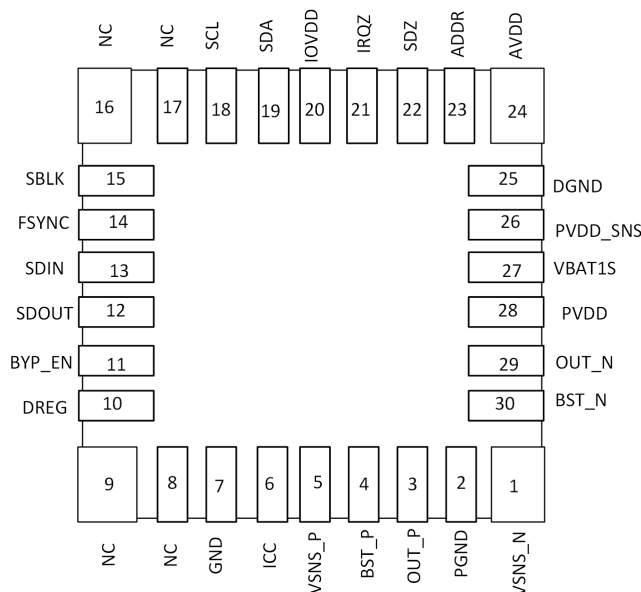 NC NC SCL SDA IOVDD IRQZ SDZ ADDR AVDD
16 17 18 19 20 21 22 23 24
SBLK 15 25 DGND
FSYNC 14 26 PVDD_SNS
SDIN 13 27 VBAT1S
SDOUT 12 28 PVDD
BYP_EN 11 29 OUT_N
DREG 10 30 BST_N
9 8 7 6 5 4 3 2 1
NC NC GND ICC VSNS_P BST_P OUT_P PGND VSNS_N